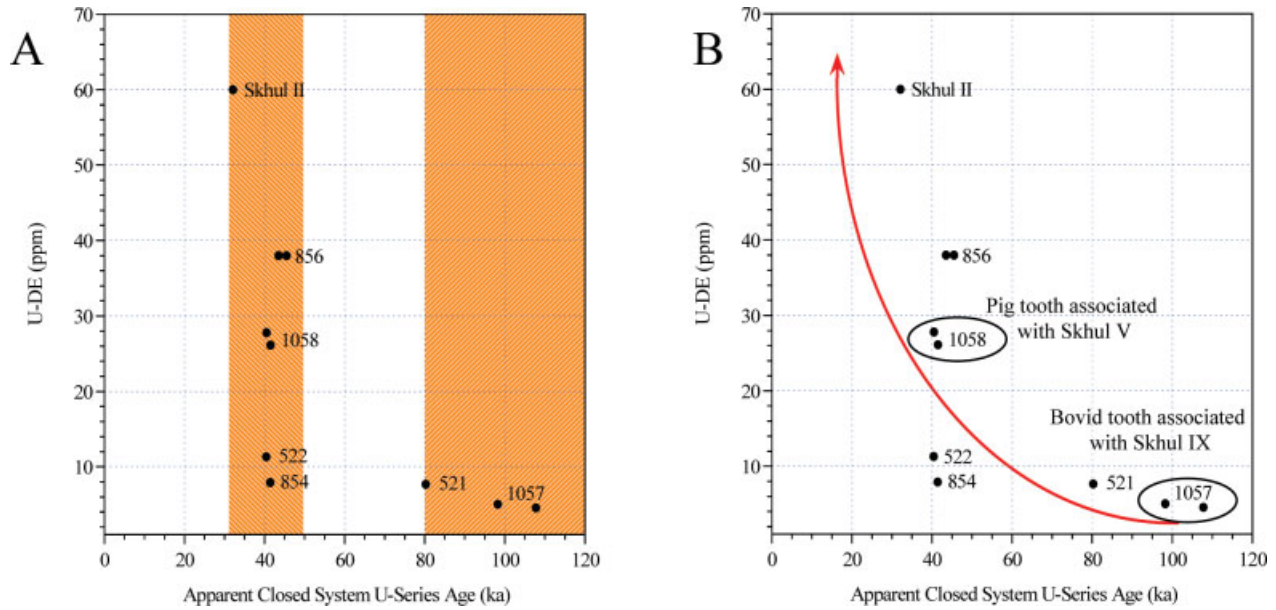 A
70
60
50
40
30
20
10
U-DE (ppm)
Skhul II
856
1058
522
854
521
1057
0 20 40 60 80 100 120
Apparent Closed System U-Series Age (ka)
B
70
60
50
40
30
20
10
U-DE (ppm)
Skhul II
856
Pig tooth associated
with Skhul V
1058
Bovid tooth associated
with Skhul IX
522
854
521
1057
0 20 40 60 80 100 120
Apparent Closed System U-Series Age (ka)